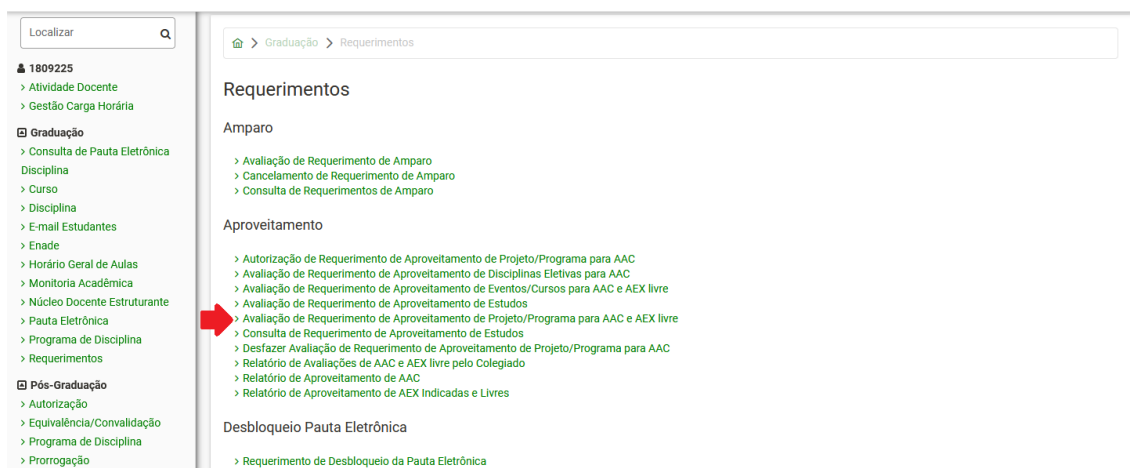 Localizar
1809225
> Atividade Docente
> Gestão Carga Horária
Graduação
> Consulta de Pauta Eletrônica
Disciplina
> Curso
> Disciplina
> E-mail Estudantes
> Enade
> Horário Geral de Aulas
> Monitoria Acadêmica
> Núcleo Docente Estruturante
> Pauta Eletrônica
> Programa de Disciplina
> Requerimentos
Pós-Graduação
> Autorização
> Equivalência/Convalidação
> Programa de Disciplina
> Prorrogação
> Graduação > Requerimentos
Requerimentos
Amparo
> Avaliação de Requerimento de Amparo
> Cancelamento de Requerimento de Amparo
> Consulta de Requerimentos de Amparo
Aproveitamento
> Autorização de Requerimento de Aproveitamento de Projeto/Programa para AAC
> Avaliação de Requerimento de Aproveitamento de Disciplinas Eletivas para AAC
> Avaliação de Requerimento de Aproveitamento de Eventos/Cursos para AAC e AEX livre
> Avaliação de Requerimento de Aproveitamento de Estudos
> Avaliação de Requerimento de Aproveitamento de Projeto/Programa para AAC e AEX livre
> Consulta de Requerimento de Aproveitamento de Estudos
> Desfazer Avaliação de Requerimento de Aproveitamento de Projeto/Programa para AAC
> Relatório de Avaliações de AAC e AEX livre pelo Colegiado
> Relatório de Aproveitamento de AAC
> Relatório de Aproveitamento de AEX Indicadas e Livres
Desbloqueio Pauta Eletrônica
> Requerimento de Desbloqueio da Pauta Eletrônica